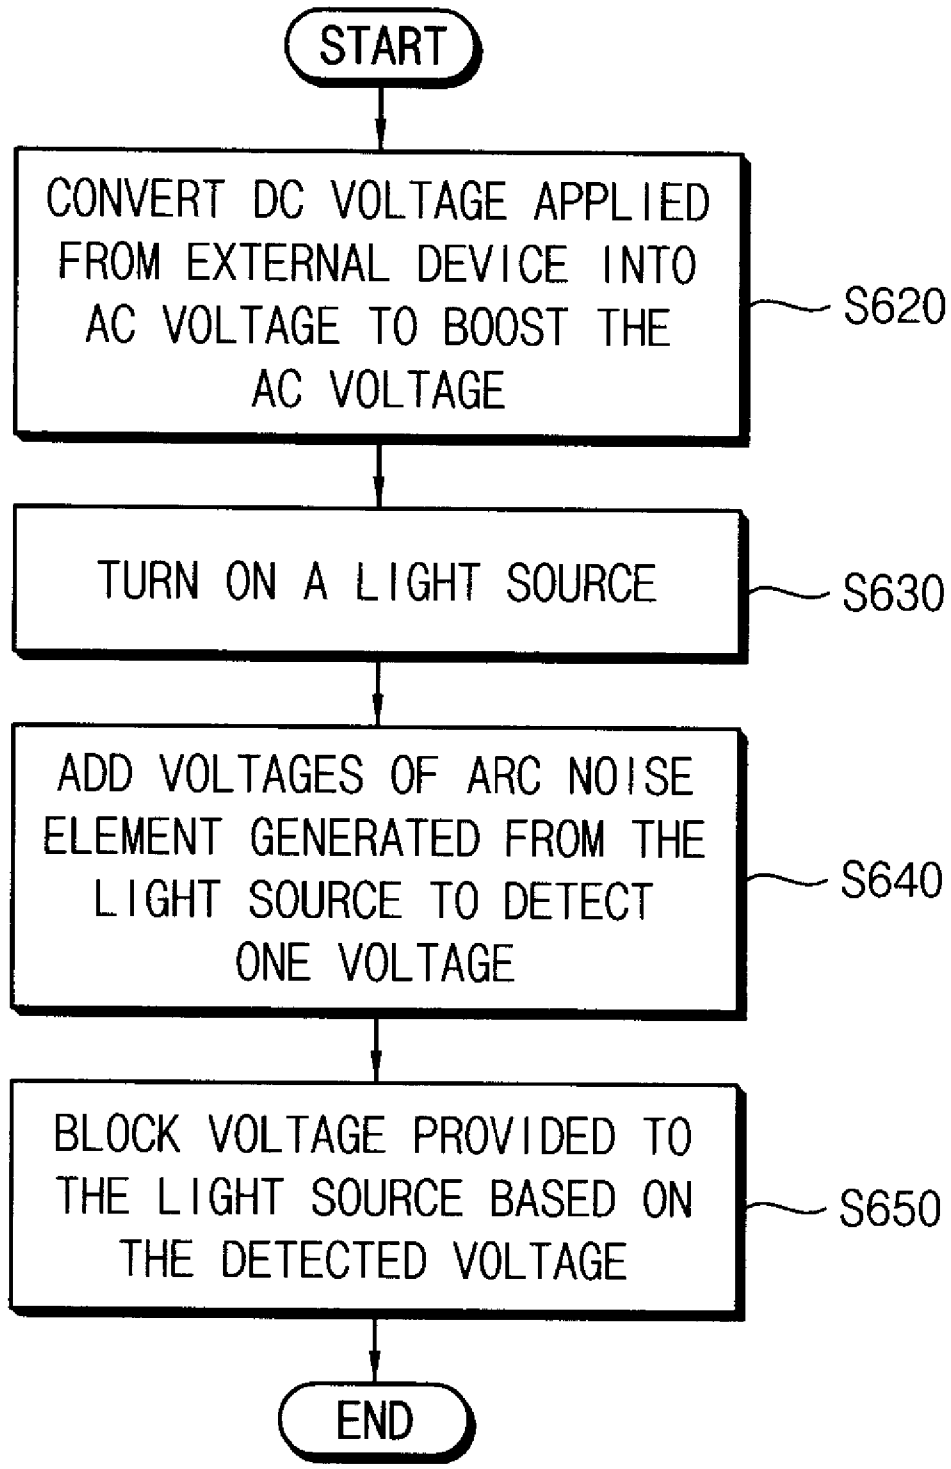 START
CONVERT DC VOLTAGE APPLIED
FROM EXTERNAL DEVICE INTO
AC VOLTAGE TO BOOST THE
AC VOLTAGE
S620
TURN ON A LIGHT SOURCE
S630
ADD VOLTAGES OF ARC NOISE
ELEMENT GENERATED FROM THE
LIGHT SOURCE TO DETECT
ONE VOLTAGE
S640
BLOCK VOLTAGE PROVIDED TO
THE LIGHT SOURCE BASED ON
THE DETECTED VOLTAGE
S650
END